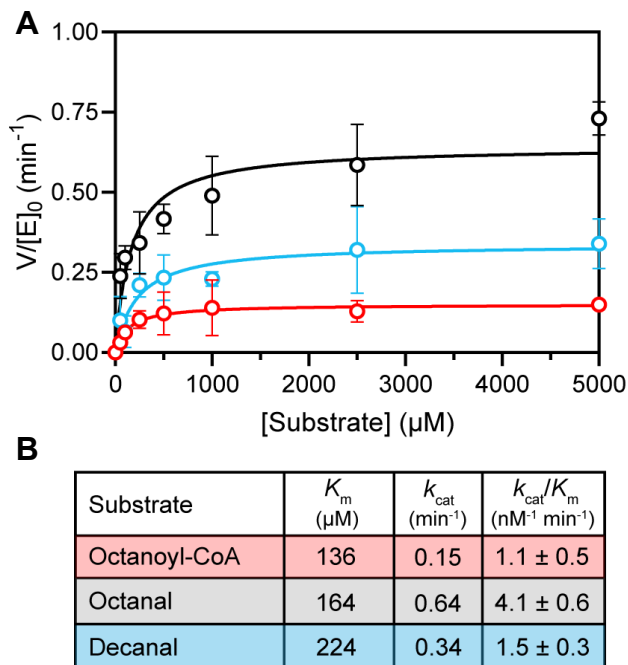 A
1.00
0.75
0.50
0.25
0.00
V/[E]₀ (min⁻¹)
0 1000 2000 3000 4000 5000
[Substrate] (µM)
B
Substrate Kₘ (µM) k_cat (min⁻¹) k_cat/Kₘ (nM⁻¹ min⁻¹)
Octanoyl-CoA 136 0.15 1.1 ± 0.5
Octanal 164 0.64 4.1 ± 0.6
Decanal 224 0.34 1.5 ± 0.3